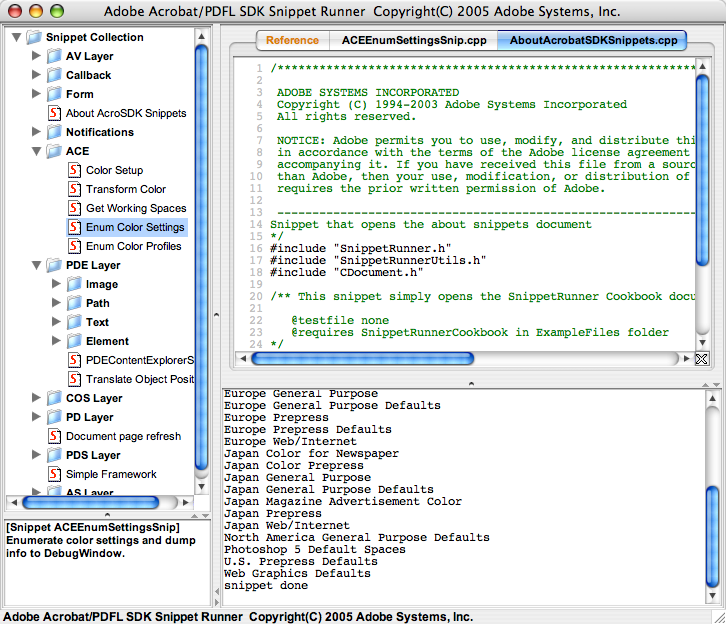 Adobe Acrobat/PDFL SDK Snippet Runner  Copyright(C) 2005 Adobe Systems, Inc.
Snippet Collection
AV Layer
Callback
Form
About AcroSDK Snippets
Notifications
ACE
Color Setup
Transform Color
Get Working Spaces
Enum Color Settings
Enum Color Profiles
PDE Layer
Image
Path
Text
Element
PDEContentExplorerS
Translate Object Posit
COS Layer
PD Layer
Document page refresh
PDS Layer
Simple Framework
AS Layer
[Snippet ACEEnumSettingsSnip]
Enumerate color settings and dump
info to DebugWindow.
Reference ACEEnumSettingsSnip.cpp AboutAcrobatSDKSnippets.cpp
1 /************************************************************
2
3 ADOBE SYSTEMS INCORPORATED
4 Copyright (C) 1994-2003 Adobe Systems Incorporated
5 All rights reserved.
6
7 NOTICE: Adobe permits you to use, modify, and distribute thi
8 in accordance with the terms of the Adobe license agreement
9 accompanying it. If you have received this file from a sourc
10 than Adobe, then your use, modification, or distribution of
11 requires the prior written permission of Adobe.
12
13 ------------------------------------------------------------
14 Snippet that opens the about snippets document
15 */
16 #include "SnippetRunner.h"
17 #include "SnippetRunnerUtils.h"
18 #include "CDocument.h"
19
20 /** This snippet simply opens the SnippetRunner Cookbook docu
21
22 @testfile none
23 @requires SnippetRunnerCookbook in ExampleFiles folder
24 */
Europe General Purpose
Europe General Purpose Defaults
Europe Prepress
Europe Prepress Defaults
Europe Web/Internet
Japan Color for Newspaper
Japan Color Prepress
Japan General Purpose
Japan General Purpose Defaults
Japan Magazine Advertisement Color
Japan Prepress
Japan Web/Internet
North America General Purpose Defaults
Photoshop 5 Default Spaces
U.S. Prepress Defaults
Web Graphics Defaults
snippet done
Adobe Acrobat/PDFL SDK Snippet Runner  Copyright(C) 2005 Adobe Systems, Inc.